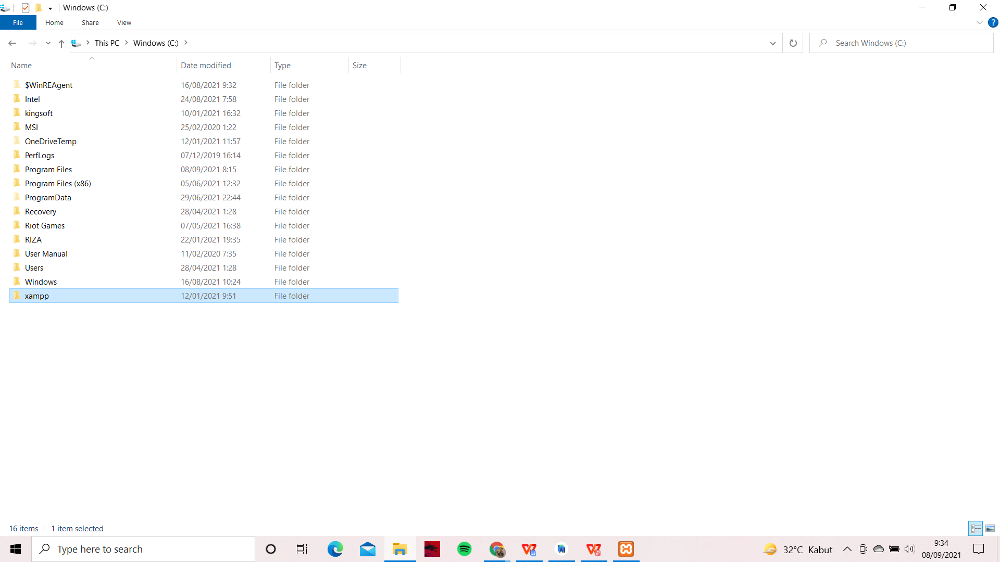 Windows (C:)
File Home Share View
This PC Windows (C:) Search Windows (C:)
Name Date modified Type Size
$WinREAgent 16/08/2021 9:32 File folder
Intel 24/08/2021 7:58 File folder
kingsoft 10/01/2021 16:32 File folder
MSI 25/02/2020 1:22 File folder
OneDriveTemp 12/01/2021 11:57 File folder
PerfLogs 07/12/2019 16:14 File folder
Program Files 08/09/2021 8:15 File folder
Program Files (x86) 05/06/2021 12:32 File folder
ProgramData 29/06/2021 22:44 File folder
Recovery 28/04/2021 1:28 File folder
Riot Games 07/05/2021 16:38 File folder
RIZA 22/01/2021 19:35 File folder
User Manual 11/02/2020 7:35 File folder
Users 28/04/2021 1:28 File folder
Windows 16/08/2021 10:24 File folder
xampp 12/01/2021 9:51 File folder
16 items 1 item selected
Type here to search 32°C Kabut 9:34
08/09/2021